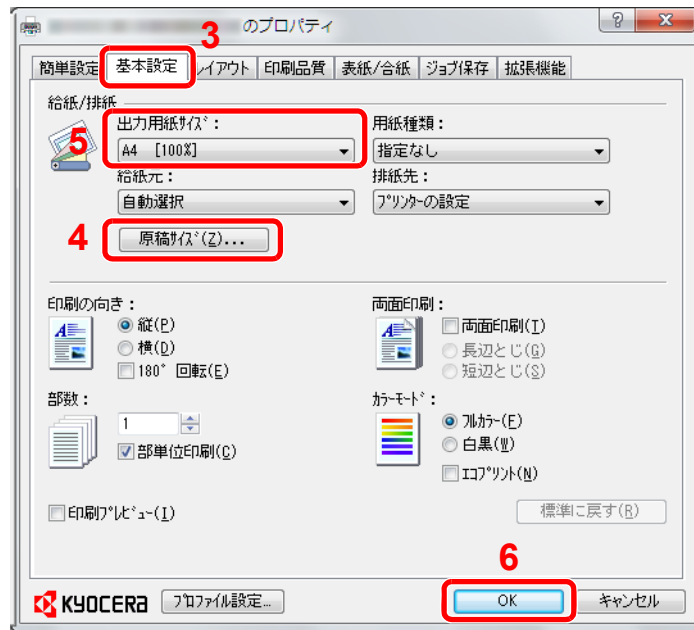 のプロパティ
3
簡単設定 基本設定 レイアウト 印刷品質 表紙/合紙 ジョブ保存 拡張機能
給紙/排紙
5
出力用紙ｻｲｽﾞ： 用紙種類：
A4 [100%] 指定なし
給紙元： 排紙先：
自動選択 ﾌﾟﾘﾝﾀｰの設定
4
原稿ｻｲｽﾞ(Z)...
印刷の向き： 両面印刷：
縦(P) 両面印刷(T)
横(D) 長辺とじ(G)
180° 回転(E) 短辺とじ(S)
部数： ｶﾗｰﾓｰﾄﾞ：
1 ﾌﾙｶﾗｰ(F)
部単位印刷(C) 白黒(W)
ｴｺﾌﾟﾘﾝﾄ(N)
印刷ﾌﾟﾚﾋﾞｭｰ(I) 標準に戻す(R)
6
KYOCERA ﾌﾟﾛﾌｧｲﾙ設定... OK キャンセル